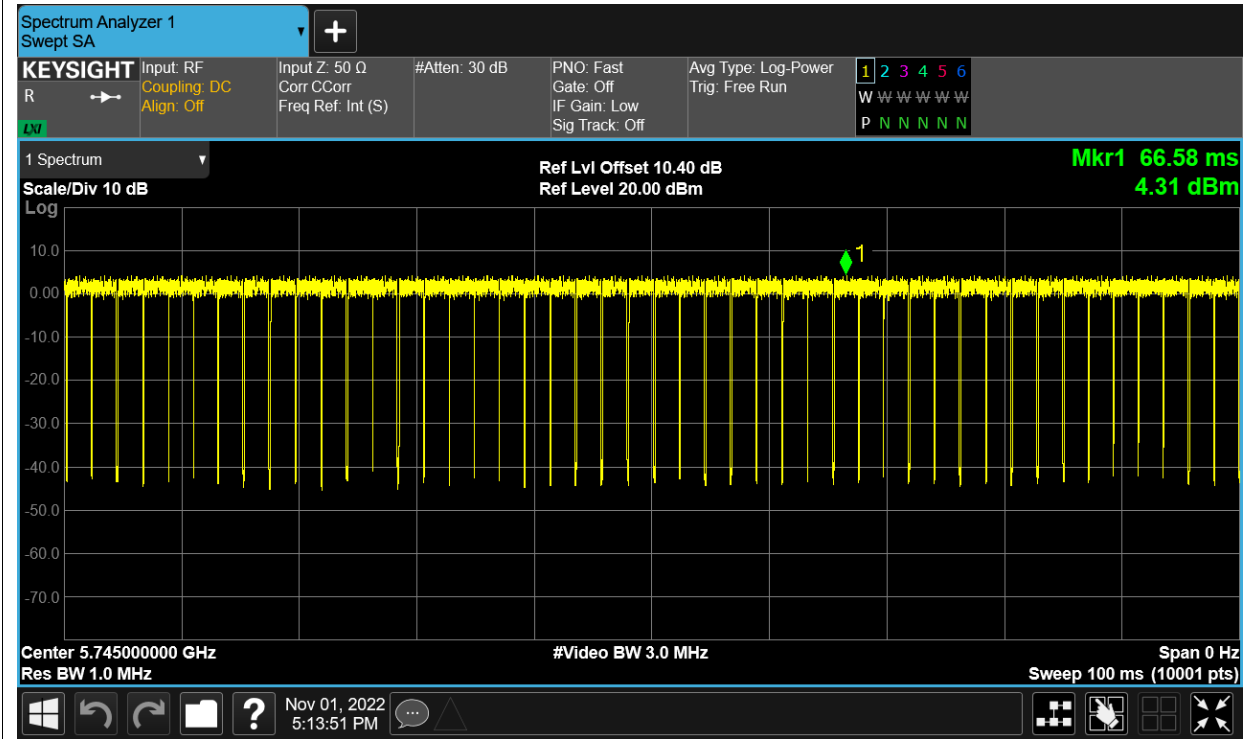 Spectrum Analyzer 1
Swept SA
KEYSIGHT
R
LXI
Input: RF
Coupling: DC
Align: Off
Input Z: 50 Ω
Corr CCorr
Freq Ref: Int (S)
#Atten: 30 dB
PNO: Fast
Gate: Off
IF Gain: Low
Sig Track: Off
Avg Type: Log-Power
Trig: Free Run
1 2 3 4 5 6
W W W W W W
P N N N N N
1 Spectrum
Scale/Div 10 dB
Ref Lvl Offset 10.40 dB
Ref Level 20.00 dBm
Mkr1 66.58 ms
4.31 dBm
Log
10.0
1
0.00
-10.0
-20.0
-30.0
-40.0
-50.0
-60.0
-70.0
Center 5.745000000 GHz
Res BW 1.0 MHz
#Video BW 3.0 MHz
Span 0 Hz
Sweep 100 ms (10001 pts)
?
Nov 01, 2022
5:13:51 PM